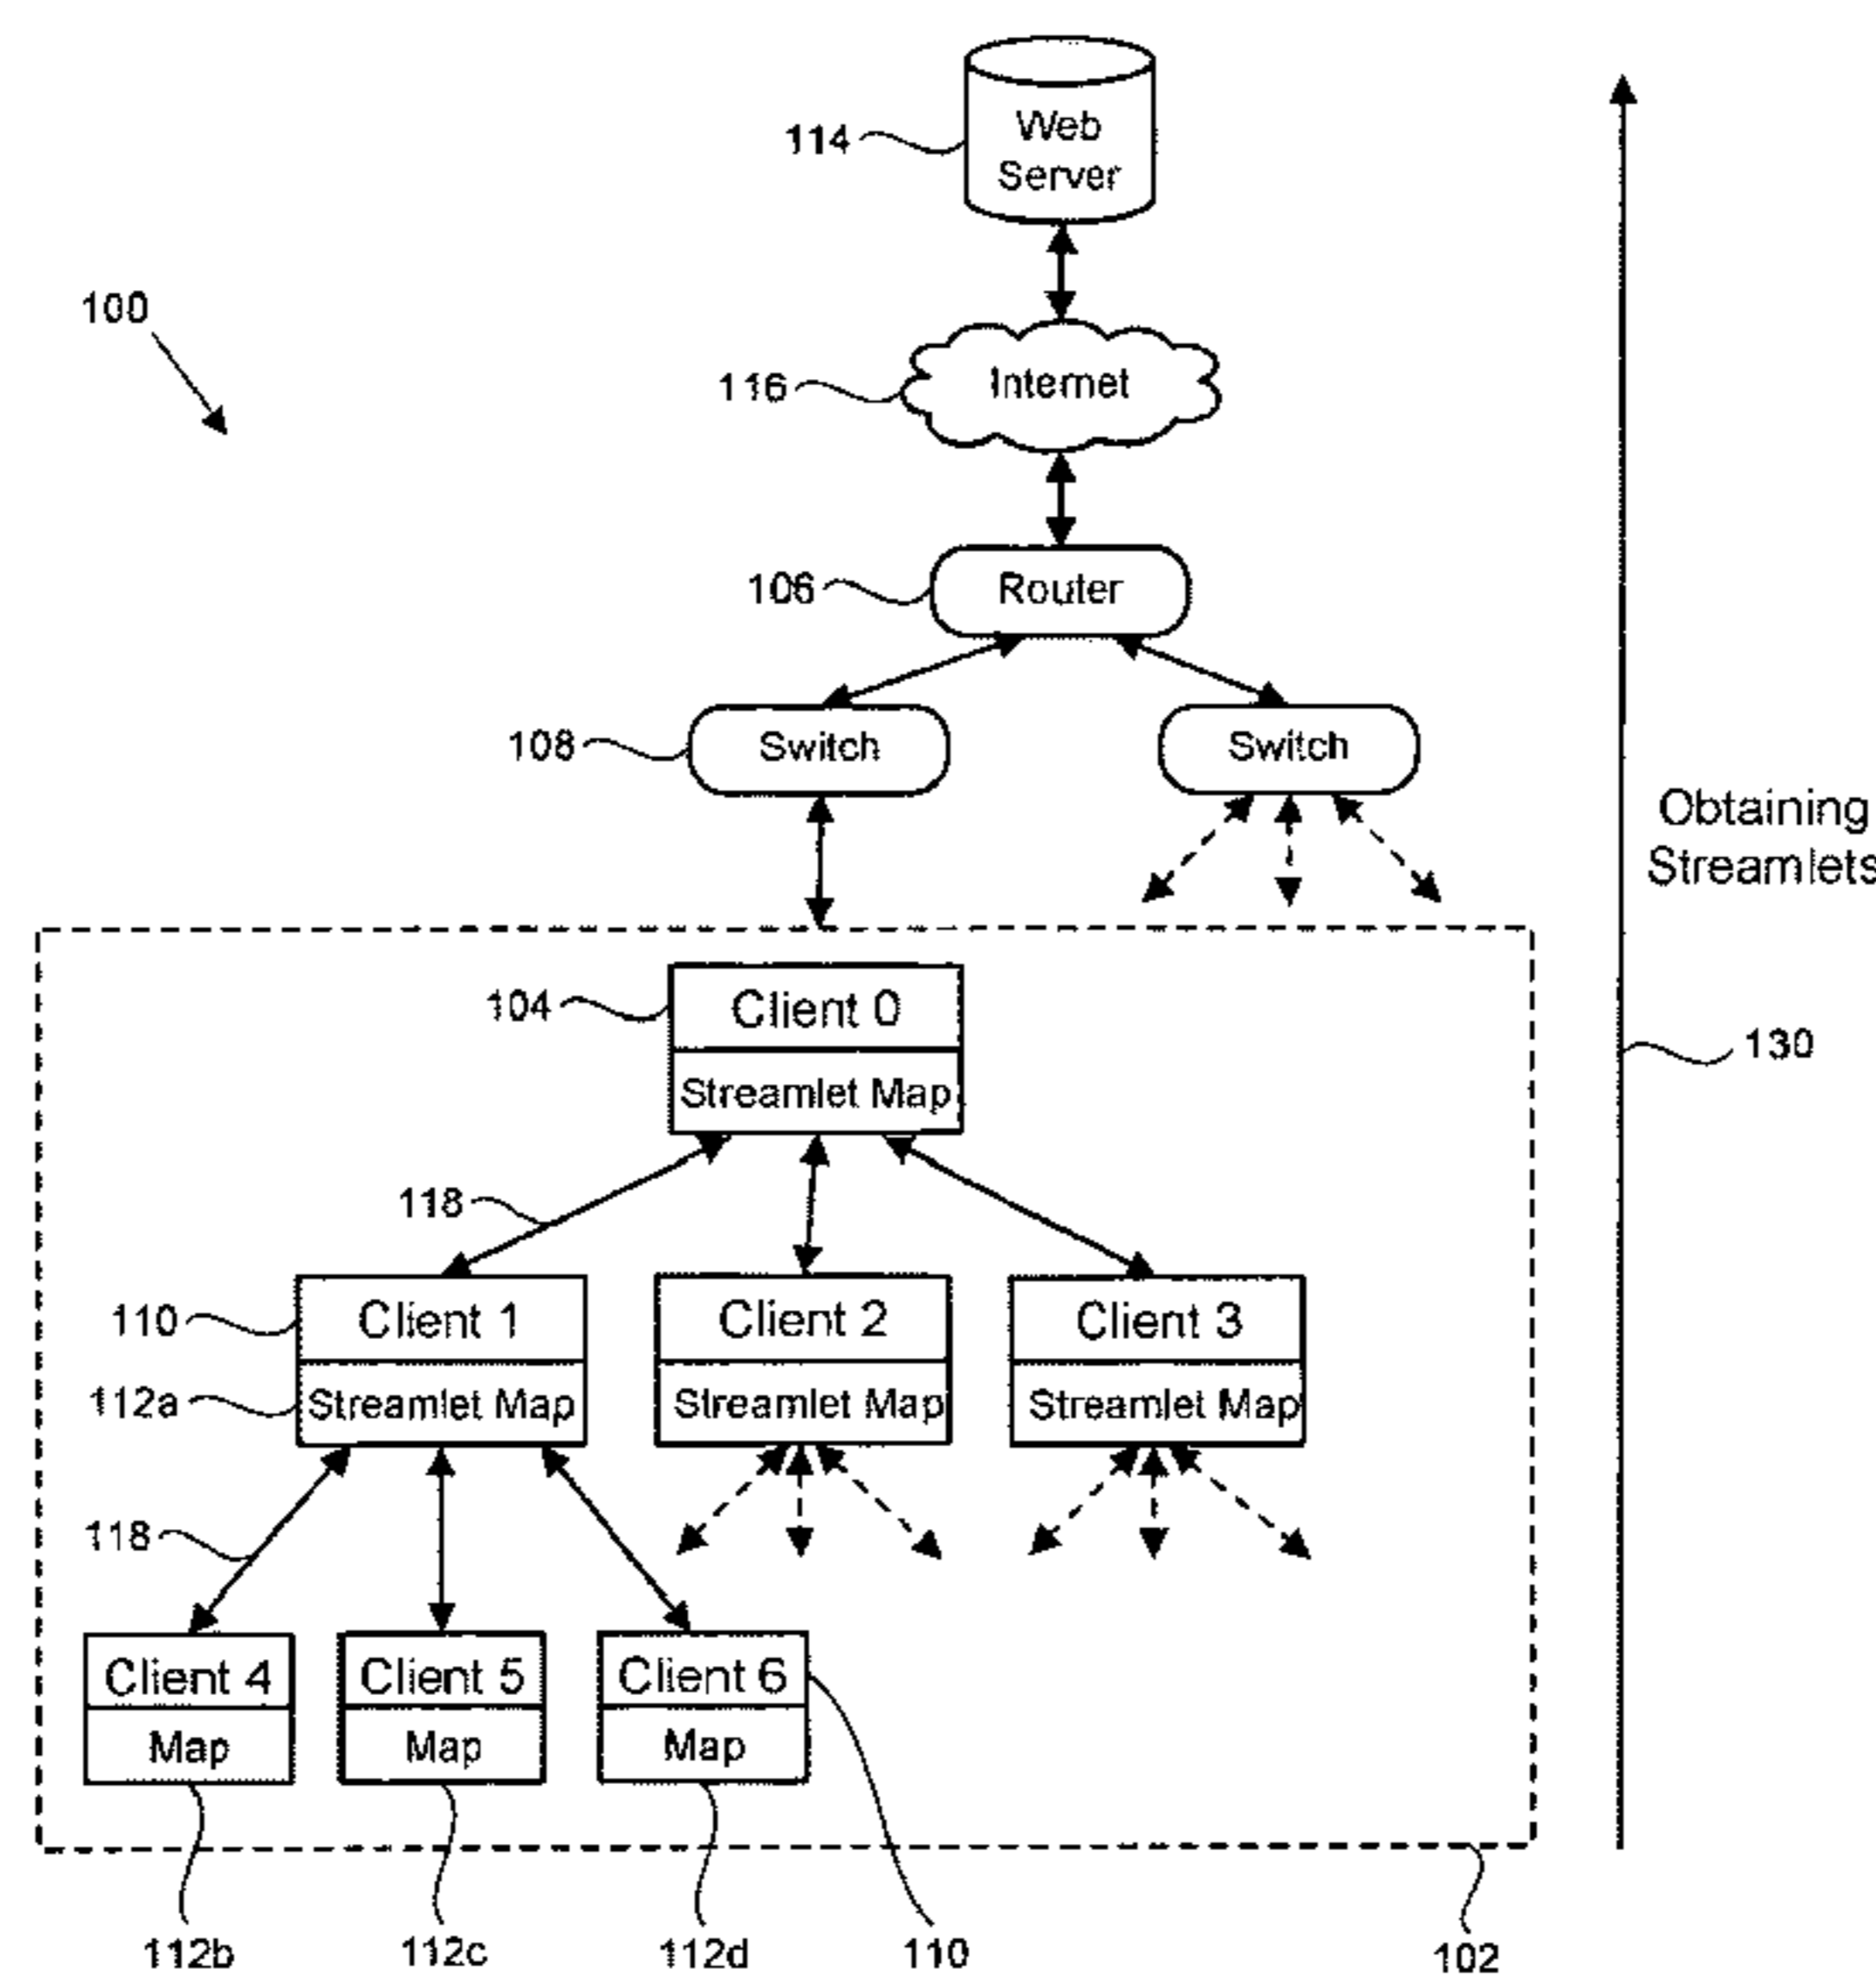 Web
Server
114
100
116
Internet
106
Router
108
Switch
Switch
Obtaining
Streamlets
104
Client 0
Streamlet Map
130
118
110
Client 1
Client 2
Client 3
112a
Streamlet Map
Streamlet Map
Streamlet Map
118
Client 4
Client 5
Client 6
Map
Map
Map
112b
112c
112d
110
102